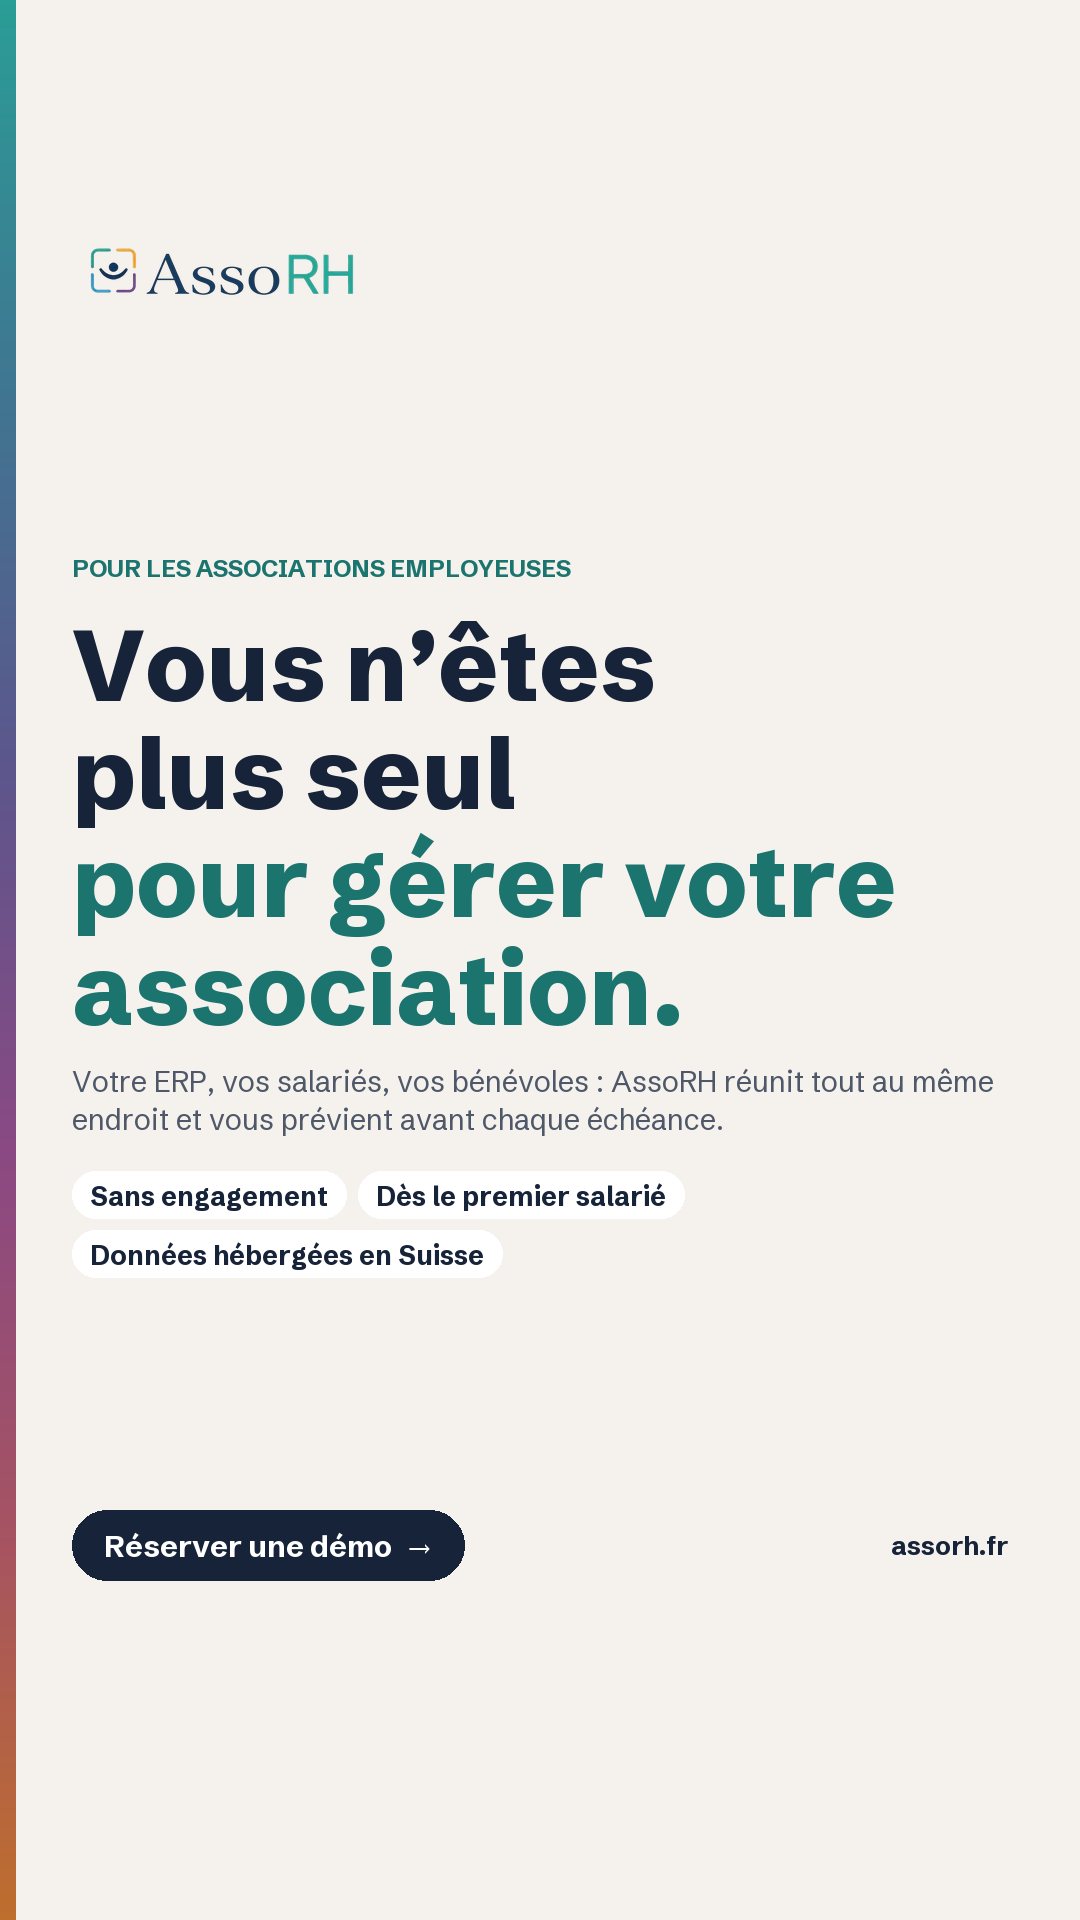 AssoRH
POUR LES ASSOCIATIONS EMPLOYEUSES
Vous n’êtes
plus seul
pour gérer votre
association.
Votre ERP, vos salariés, vos bénévoles : AssoRH réunit tout au même
endroit et vous prévient avant chaque échéance.
Sans engagement
Dès le premier salarié
Données hébergées en Suisse
Réserver une démo →
assorh.fr